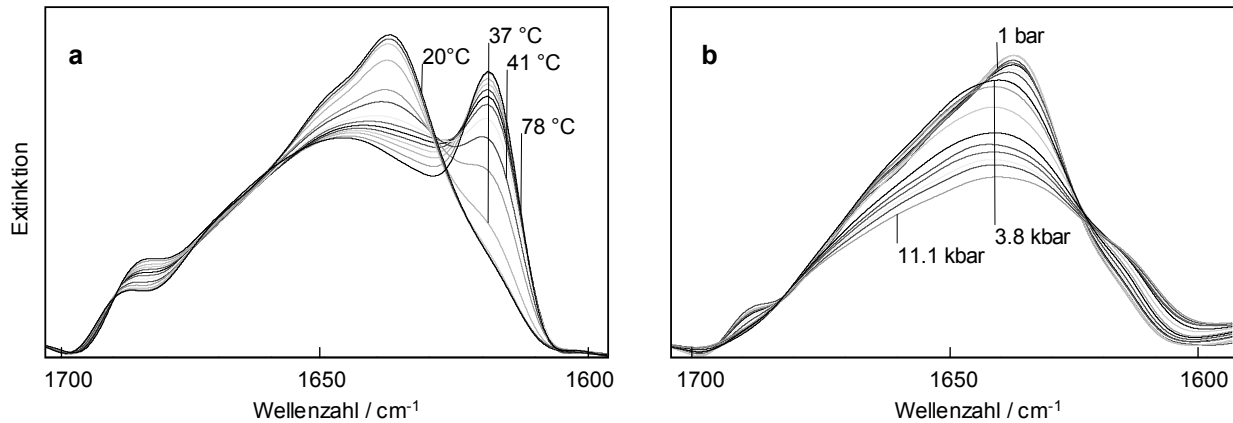 a
20°C
37 °C
41 °C
78 °C
Extinktion
1700
1650
1600
Wellenzahl / cm-1
b
1 bar
3.8 kbar
11.1 kbar
1700
1650
1600
Wellenzahl / cm-1